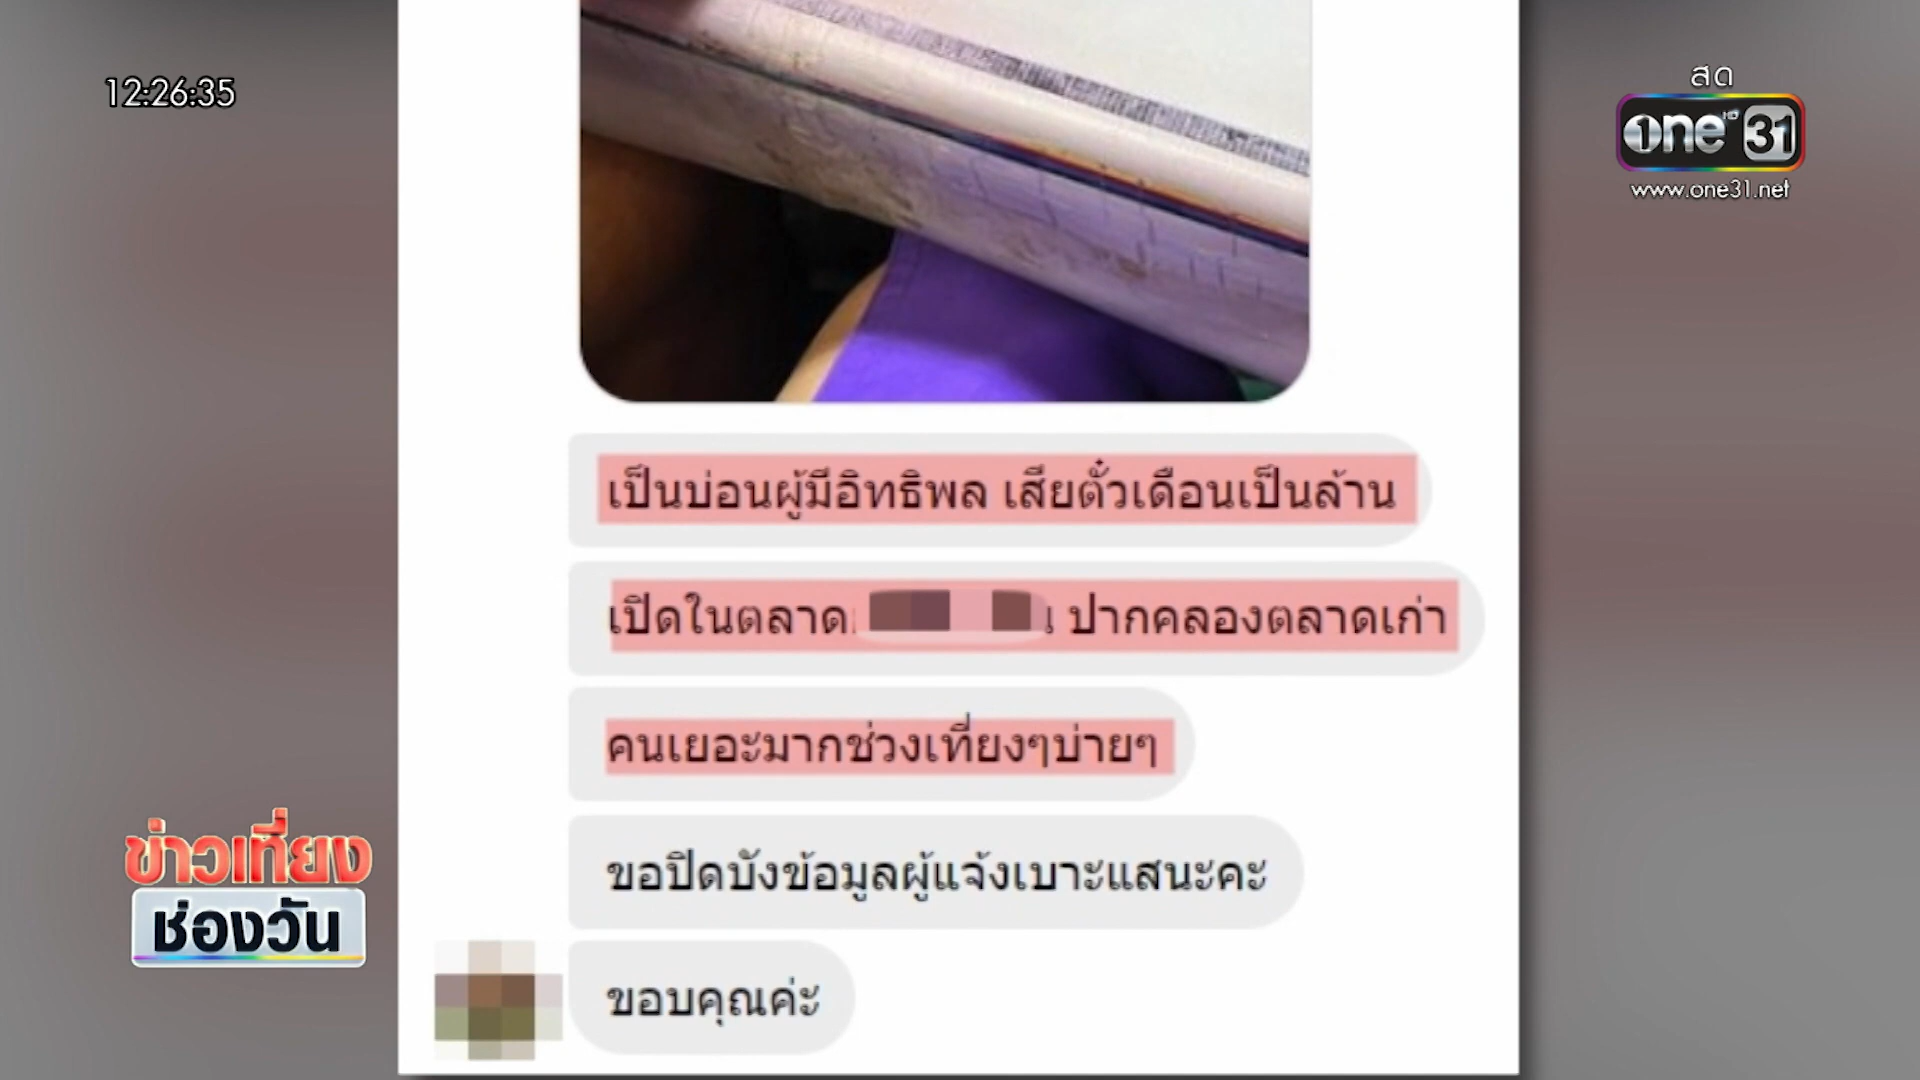 12:26:35
สด
one HD 31
www.one31.net
เป็นบ่อนผู้มีอิทธิพล เสียตั๋วเดือนเป็นล้าน
เปิดในตลาด ปากคลองตลาดเก่า
คนเยอะมากช่วงเที่ยงๆบ่ายๆ
ขอปิดบังข้อมูลผู้แจ้งเบาะแสนะคะ
ขอบคุณค่ะ
ข่าวเที่ยง
ช่องวัน